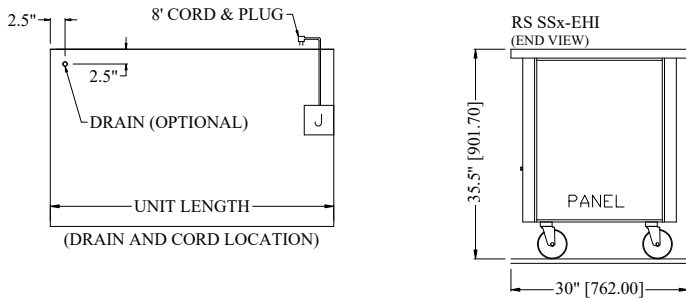 2.5"
8' CORD & PLUG
2.5"
DRAIN (OPTIONAL)
J
UNIT LENGTH
(DRAIN AND CORD LOCATION)
RS SSx-EHI
(END VIEW)
35.5" [901.70]
PANEL
30" [762.00]